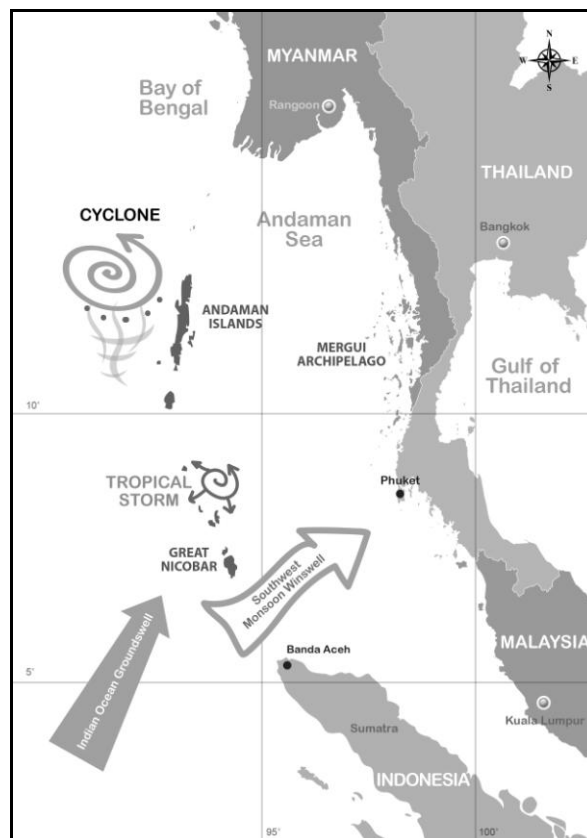 N
W E
S
MYANMAR
Bay of
Bengal
Rangoon
THAILAND
CYCLONE
Andaman
Sea
Bangkok
ANDAMAN
ISLANDS
MERGUI
ARCHIPELAGO
Gulf of
Thailand
10'
TROPICAL
STORM
Phuket
GREAT
NICOBAR
Southwest
Monsoon Winswell
Indian Ocean Groundswell
Banda Aceh
MALAYSIA
5'
Kuala Lumpur
Sumatra
INDONESIA
95'
100'